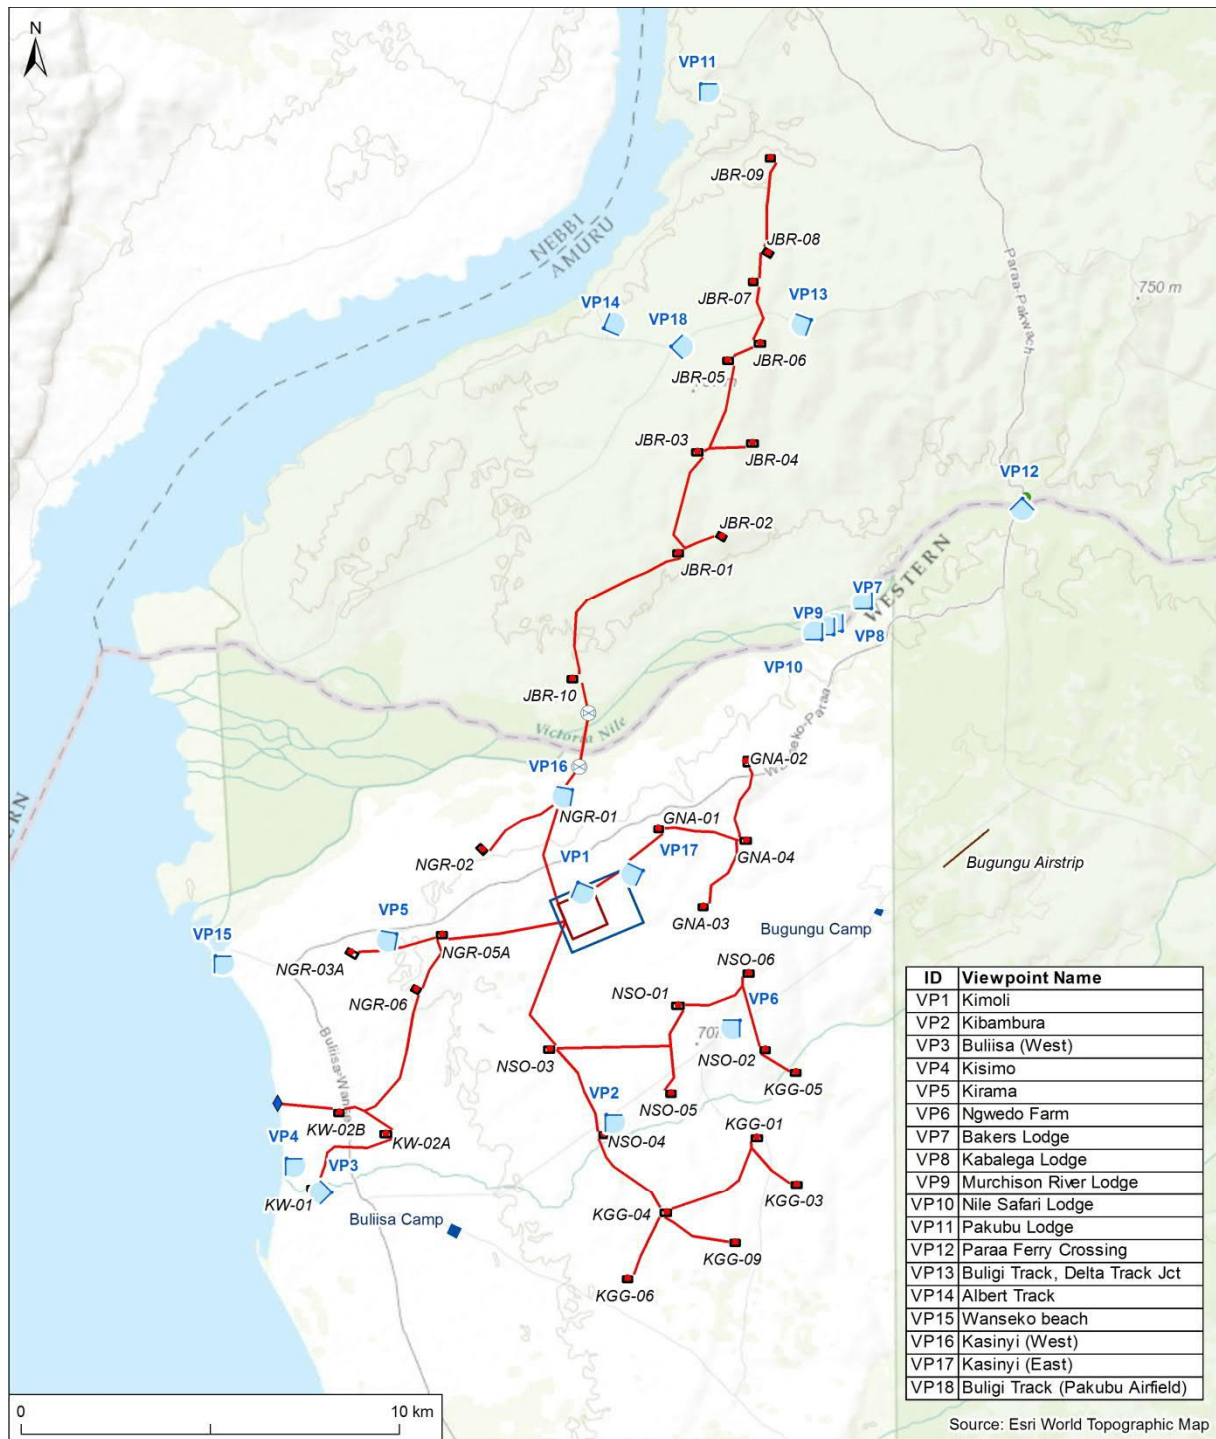 N
VP11
JBR-09
NEBBI
AMURU
JBR-08
Paraa-Pakwach
750 m
JBR-07
VP13
VP14
VP18
JBR-06
JBR-05
JBR-03
JBR-04
VP12
JBR-02
JBR-01
WESTERN
VP7
VP9
VP8
VP10
JBR-10
Victoria Nile
Wanseko-Paraa
GNA-02
VP16
NGR-01
GNA-01
NGR-02
VP1
VP17
GNA-04
Bugungu Airstrip
GNA-03
VP5
Bugungu Camp
VP15
NGR-05A
NGR-03A
NSO-06
NGR-06
NSO-01
VP6
NSO-03
NSO-02
KGG-05
NSO-05
VP2
KW-02B
KW-02A
NSO-04
KGG-01
VP4
VP3
KW-01
KGG-03
Buliisa Camp
KGG-04
KGG-09
KGG-06
ID Viewpoint Name
VP1 Kimoli
VP2 Kibambura
VP3 Buliisa (West)
VP4 Kisimo
VP5 Kirama
VP6 Ngwedo Farm
VP7 Bakers Lodge
VP8 Kabalega Lodge
VP9 Murchison River Lodge
VP10 Nile Safari Lodge
VP11 Pakubu Lodge
VP12 Paraa Ferry Crossing
VP13 Buligi Track, Delta Track Jct
VP14 Albert Track
VP15 Wanseko beach
VP16 Kasinyi (West)
VP17 Kasinyi (East)
VP18 Buligi Track (Pakubu Airfield)
0 10 km
Source: Esri World Topographic Map